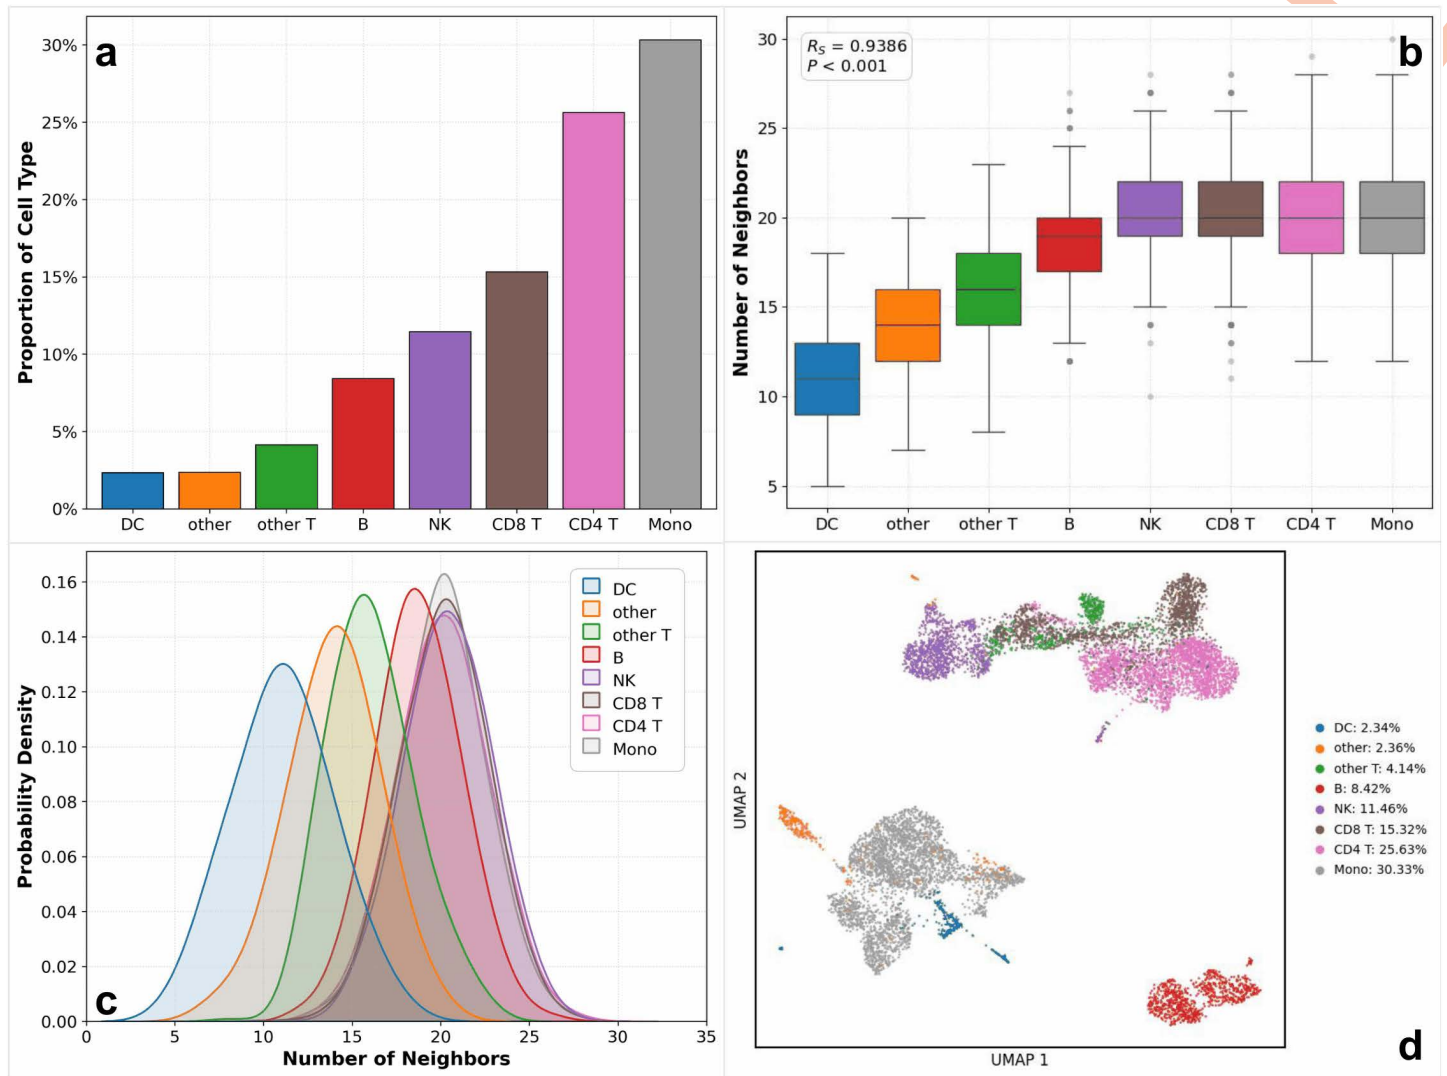 a
30%
25%
20%
15%
10%
5%
0%
Proportion of Cell Type
DC other other T B NK CD8 T CD4 T Mono
b
R_S = 0.9386
P < 0.001
30
25
20
15
10
5
Number of Neighbors
DC other other T B NK CD8 T CD4 T Mono
0.16
0.14
0.12
0.10
0.08
0.06
0.04
0.02
0.00
Probability Density
DC
other
other T
B
NK
CD8 T
CD4 T
Mono
c
0 5 10 15 20 25 30 35
Number of Neighbors
UMAP 2
DC: 2.34%
other: 2.36%
other T: 4.14%
B: 8.42%
NK: 11.46%
CD8 T: 15.32%
CD4 T: 25.63%
Mono: 30.33%
UMAP 1
d